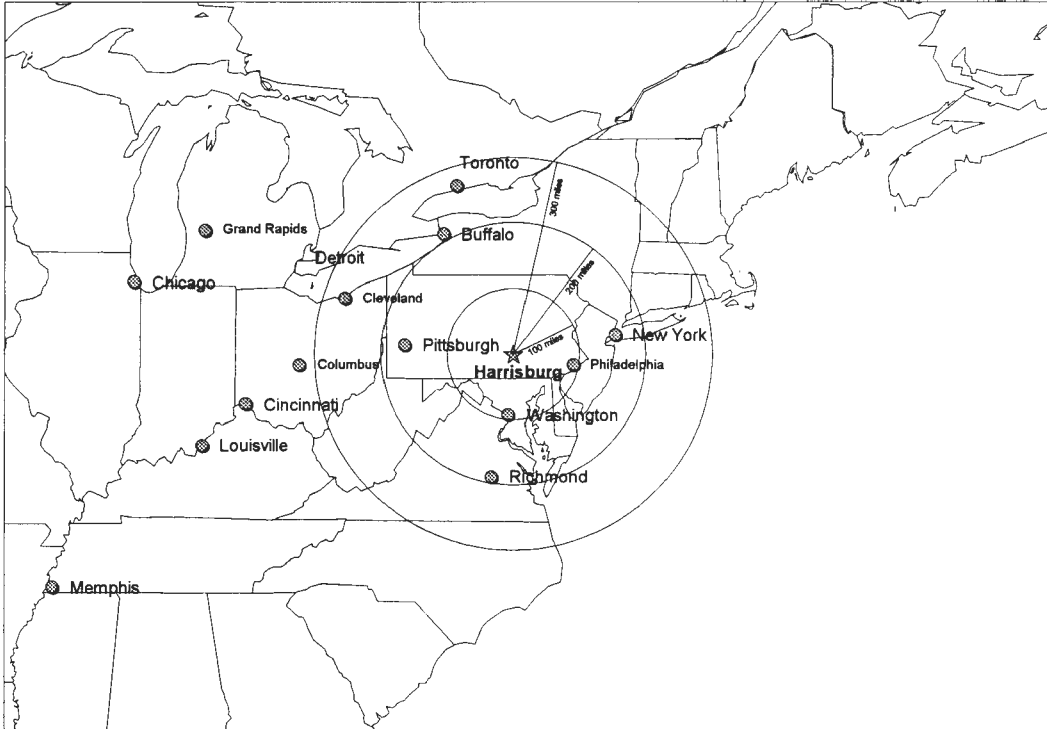 Toronto
300 miles
Grand Rapids
Buffalo
Detroit
200 miles
Chicago
Cleveland
New York
Pittsburgh
100 miles
Columbus
Harrisburg
Philadelphia
Cincinnati
Washington
Louisville
Richmond
Memphis